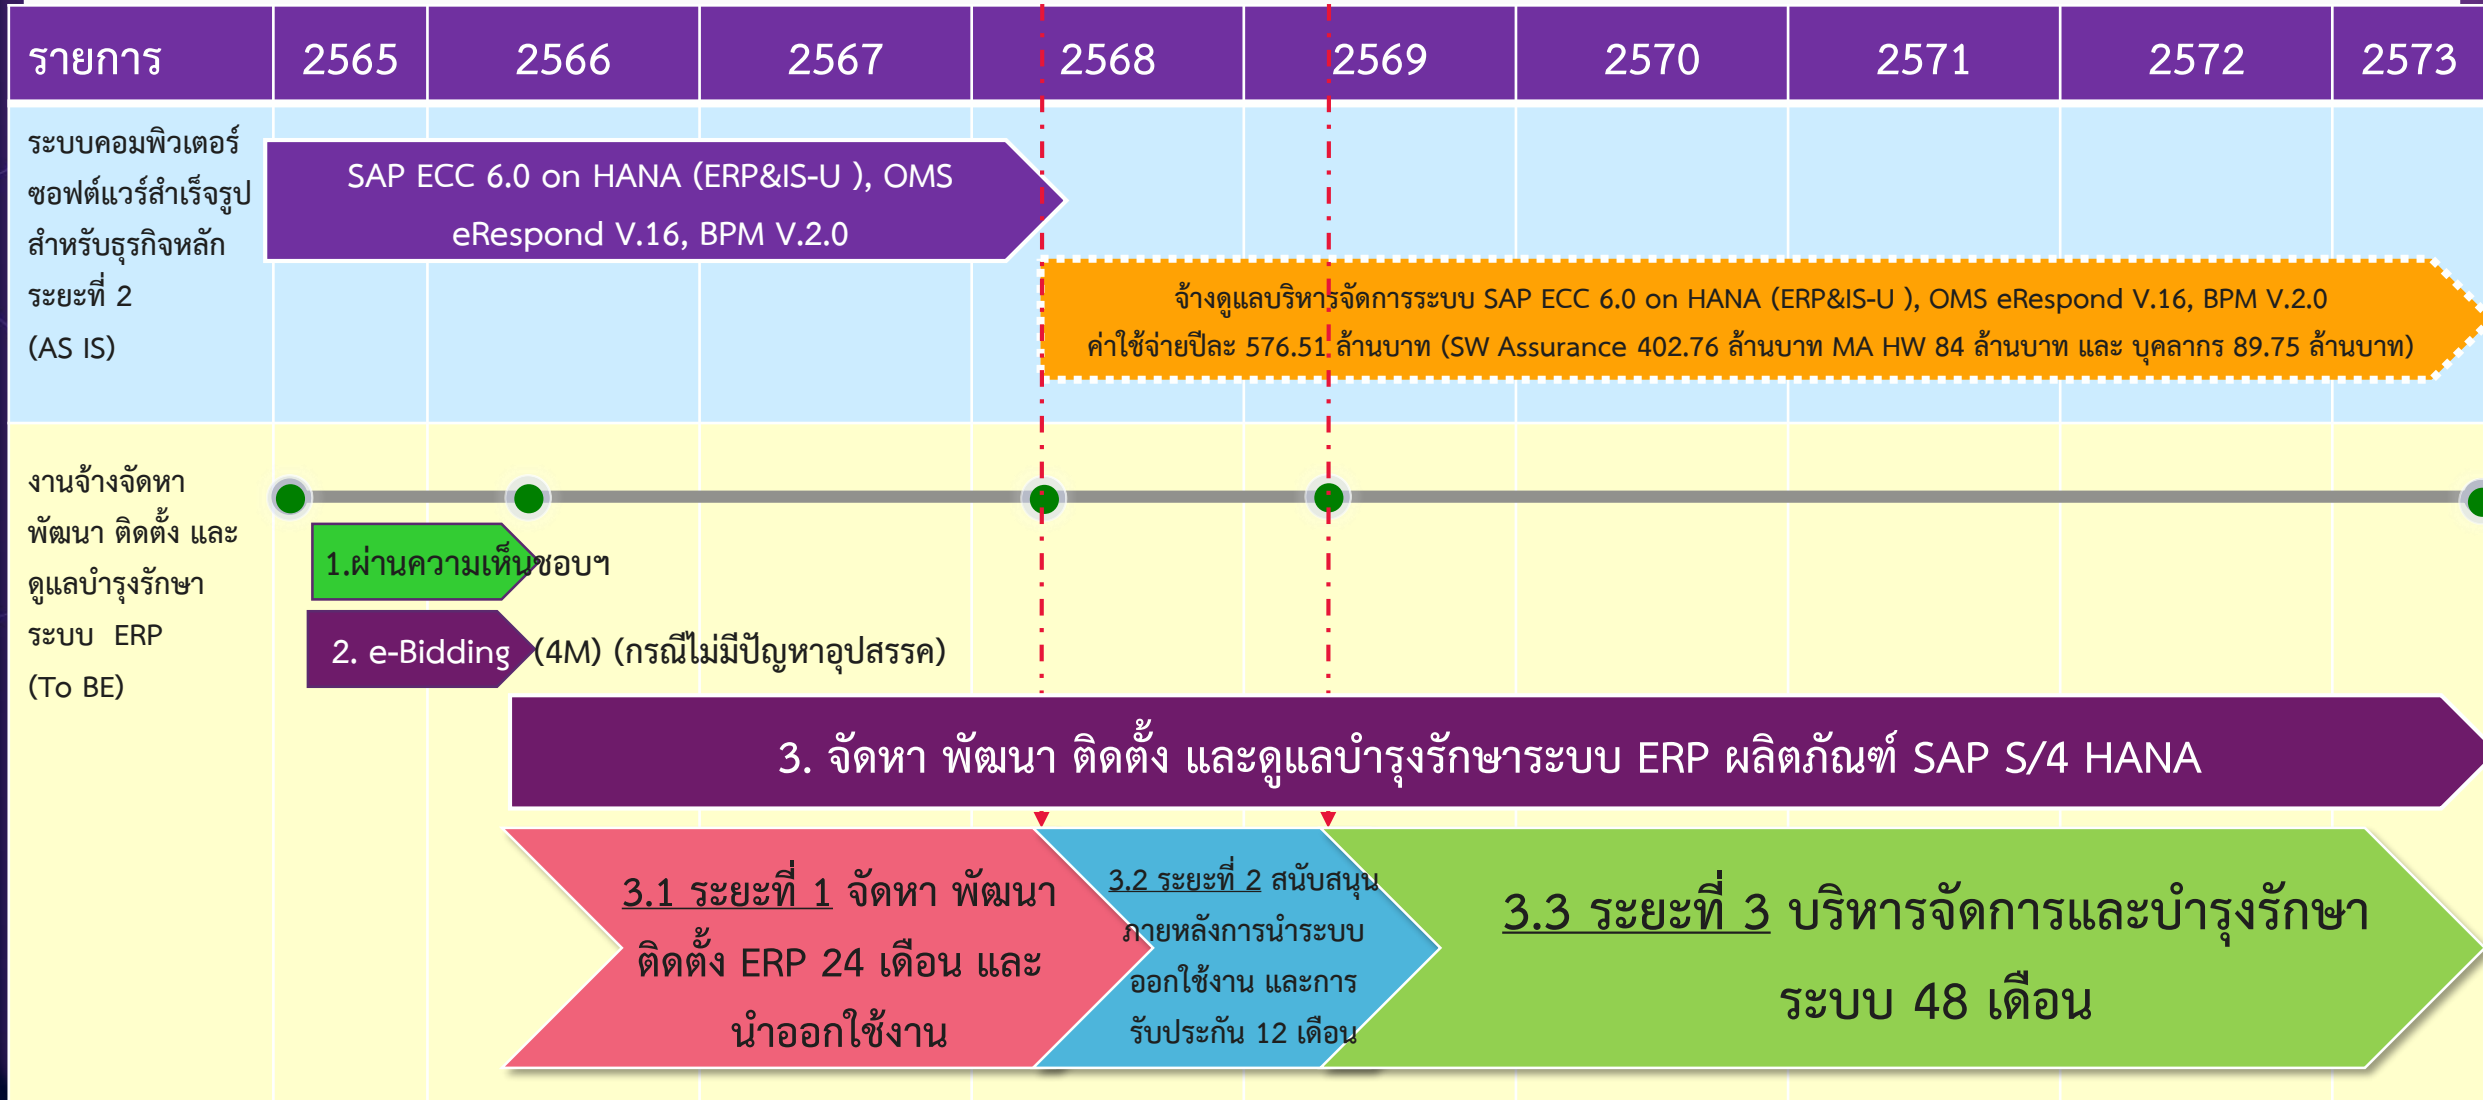 รายการ 2565 2566 2567 2568 2569 2570 2571 2572 2573
ระบบคอมพิวเตอร์
ซอฟต์แวร์สำเร็จรูป
สำหรับธุรกิจหลัก
ระยะที่ 2
(AS IS)
SAP ECC 6.0 on HANA (ERP&IS-U ), OMS
eRespond V.16, BPM V.2.0
จ้างดูแลบริหารจัดการระบบ SAP ECC 6.0 on HANA (ERP&IS-U ), OMS eRespond V.16, BPM V.2.0
ค่าใช้จ่ายปีละ 576.51 ล้านบาท (SW Assurance 402.76 ล้านบาท MA HW 84 ล้านบาท และ บุคลากร 89.75 ล้านบาท)
งานจ้างจัดหา
พัฒนา ติดตั้ง และ
ดูแลบำรุงรักษา
ระบบ ERP
(To BE)
1.ผ่านความเห็นชอบฯ
2. e-Bidding (4M) (กรณีไม่มีปัญหาอุปสรรค)
3. จัดหา พัฒนา ติดตั้ง และดูแลบำรุงรักษาระบบ ERP ผลิตภัณฑ์ SAP S/4 HANA
3.1 ระยะที่ 1 จัดหา พัฒนา
ติดตั้ง ERP 24 เดือน และ
นำออกใช้งาน
3.2 ระยะที่ 2 สนับสนุน
ภายหลังการนำระบบ
ออกใช้งาน และการ
รับประกัน 12 เดือน
3.3 ระยะที่ 3 บริหารจัดการและบำรุงรักษา
ระบบ 48 เดือน